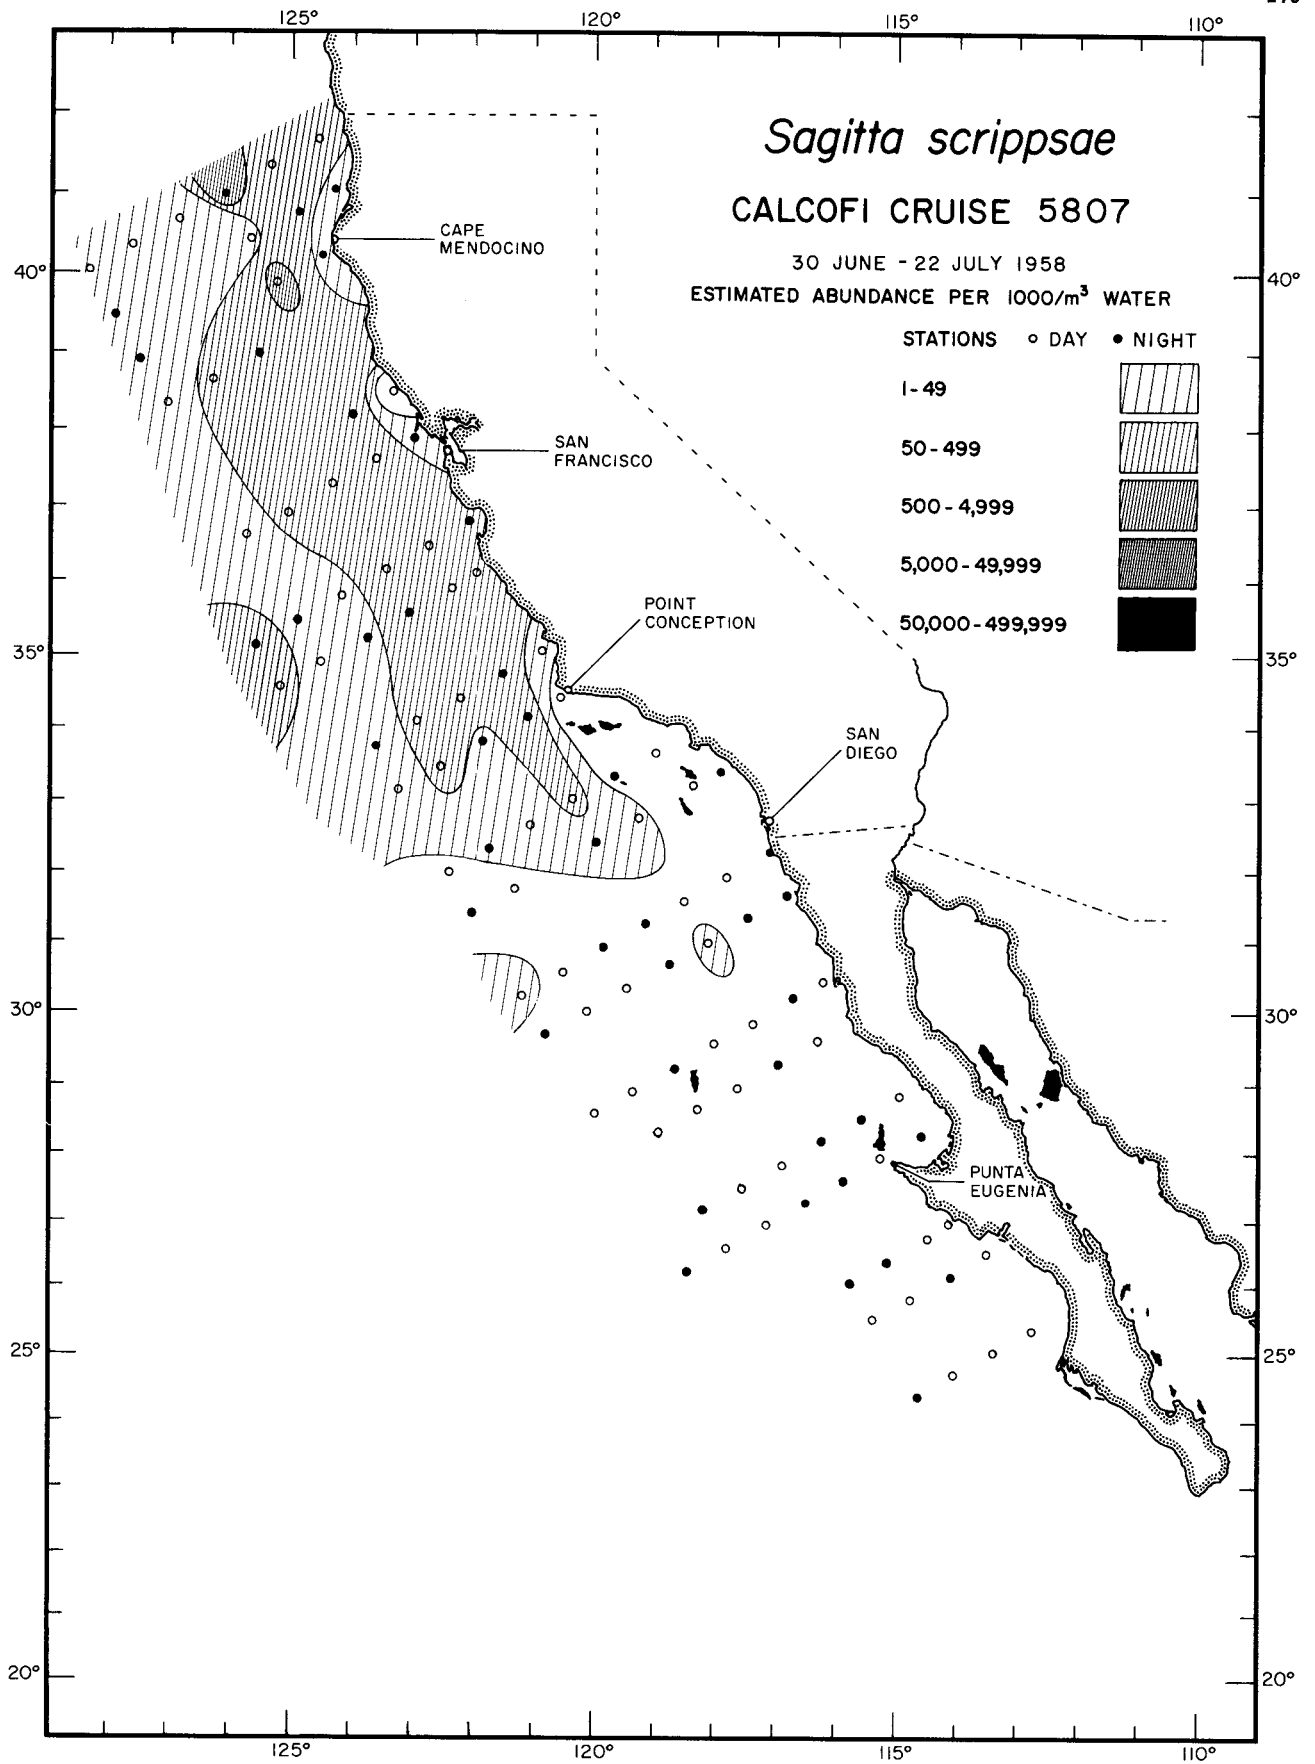 125°
120°
115°
110°
Sagitta scrippsae
CALCOFI CRUISE 5807
30 JUNE - 22 JULY 1958
ESTIMATED ABUNDANCE PER 1000/m³ WATER
STATIONS ○ DAY ● NIGHT
1-49
50-499
500-4,999
5,000-49,999
50,000-499,999
CAPE
MENDOCINO
40°
40°
SAN
FRANCISCO
POINT
CONCEPTION
35°
35°
SAN
DIEGO
30°
30°
PUNTA
EUGENIA
25°
25°
20°
20°
125°
120°
115°
110°